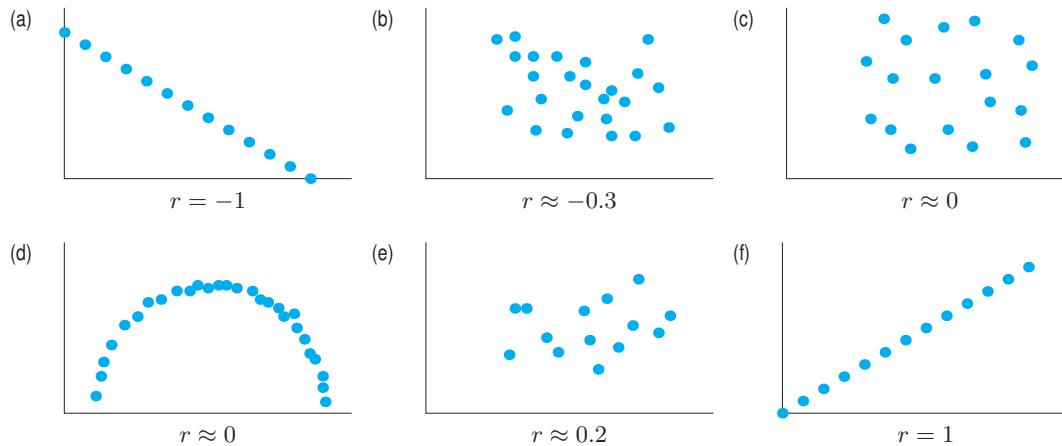 (a)
(b)
(c)
r = −1
r ≈ −0.3
r ≈ 0
(d)
(e)
(f)
r ≈ 0
r ≈ 0.2
r = 1